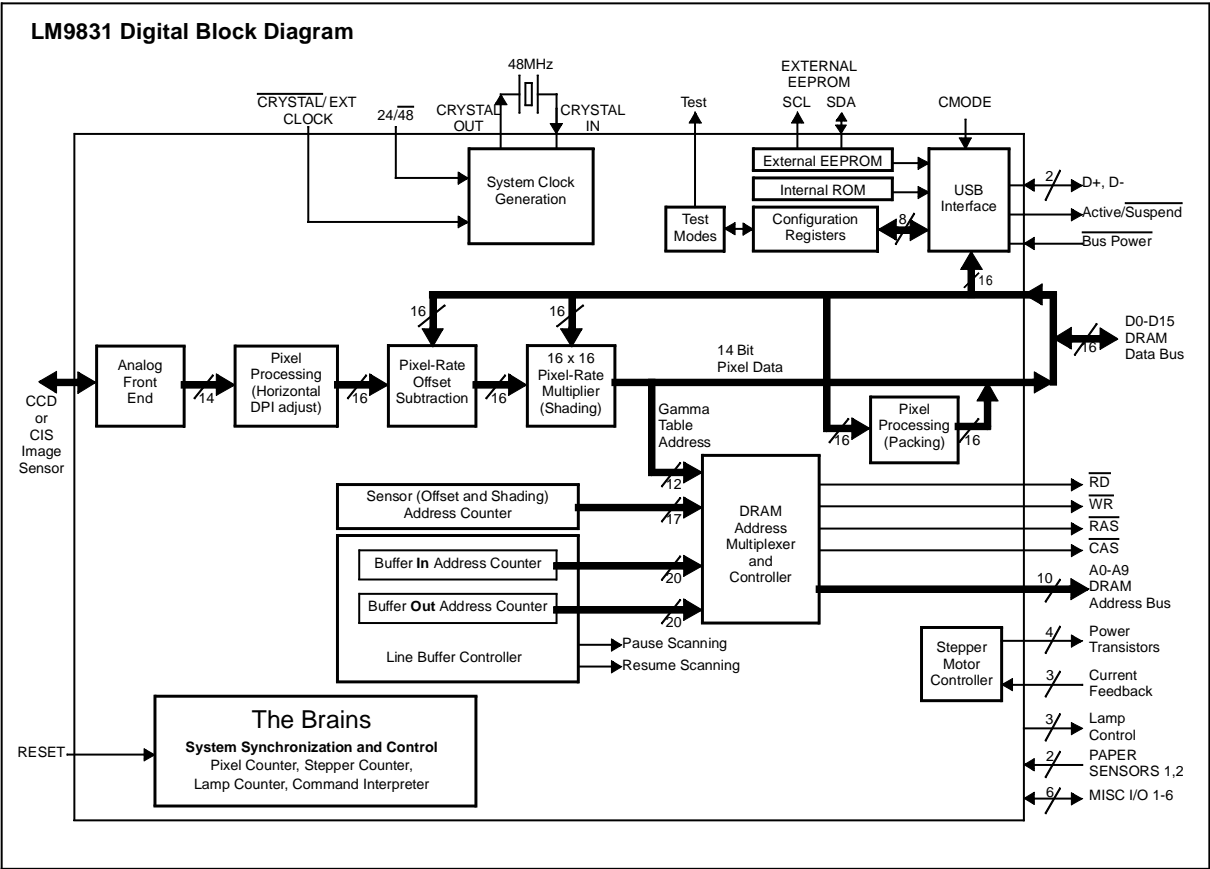 LM9831 Digital Block Diagram
48MHz
EXTERNAL
EEPROM
CRYSTAL/ EXT
CLOCK
24/48
CRYSTAL
OUT
CRYSTAL
IN
Test
SCL
SDA
CMODE
System Clock
Generation
External EEPROM
Internal ROM
Test
Modes
Configuration
Registers
8
USB
Interface
2
D+, D-
Active/Suspend
Bus Power
16
16
16
D0-D15
DRAM
Data Bus
16
Analog
Front
End
14
Pixel
Processing
(Horizontal
DPI adjust)
16
Pixel-Rate
Offset
Subtraction
16
16 x 16
Pixel-Rate
Multiplier
(Shading)
14 Bit
Pixel Data
CCD
or
CIS
Image
Sensor
Gamma
Table
Address
16
Pixel
Processing
(Packing)
16
12
Sensor (Offset and Shading)
Address Counter
17
DRAM
Address
Multiplexer
and
Controller
RD
WR
RAS
CAS
Buffer In Address Counter
20
Buffer Out Address Counter
20
10
A0-A9
DRAM
Address Bus
Line Buffer Controller
Pause Scanning
Resume Scanning
Stepper
Motor
Controller
4
Power
Transistors
3
Current
Feedback
RESET
The Brains
System Synchronization and Control
Pixel Counter, Stepper Counter,
Lamp Counter, Command Interpreter
3
Lamp
Control
2
PAPER
SENSORS 1,2
6
MISC I/O 1-6